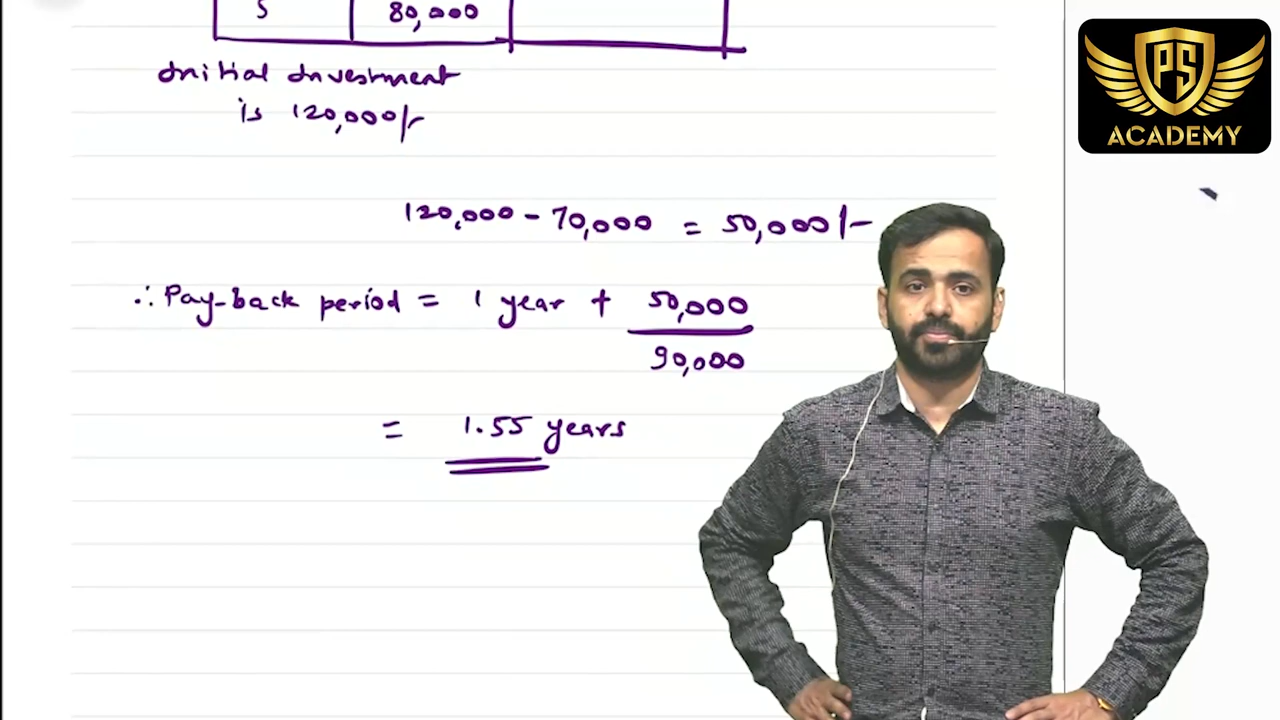 5 80,000
Initial Investment
is 120,000/-
120,000 - 70,000 = 50,000/-
∴ Pay-back period = 1 year + 50,000
90,000
= 1.55 years
PS
ACADEMY